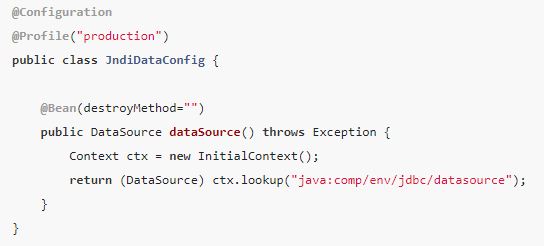 @Configuration
@Profile("production")
public class JndiDataConfig {
@Bean(destroyMethod="")
public DataSource dataSource() throws Exception {
Context ctx = new InitialContext();
return (DataSource) ctx.lookup("java:comp/env/jdbc/datasource");
}
}